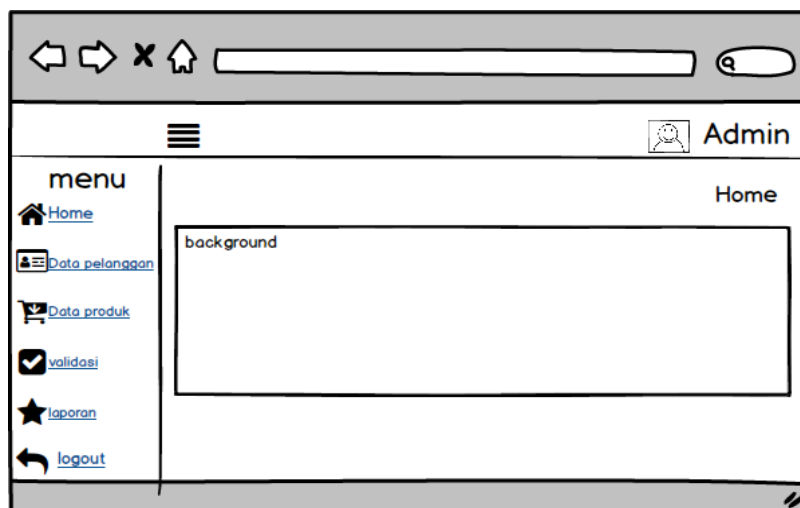 Admin
menu
Home
Home
background
Data pelanggan
Data produk
validasi
laporan
logout